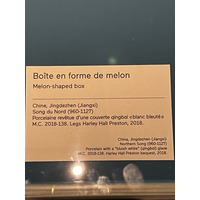 Boîte en forme de melon
Melon-shaped box
Chine, Jingdezhen (Jiangxi)
Song du Nord (960-1127)
Porcelaine revêtue d'une couverte qingbai «blanc bleuté»
M.C. 2018-138. Legs Harley Hall Preston, 2018.
China, Jingdezhen (Jiangxi)
Northern Song (960-1127)
Porcelain with a "bluish white" (qingbai) glaze
M.C. 2018-138. Harley Hall Preston bequest, 2018.